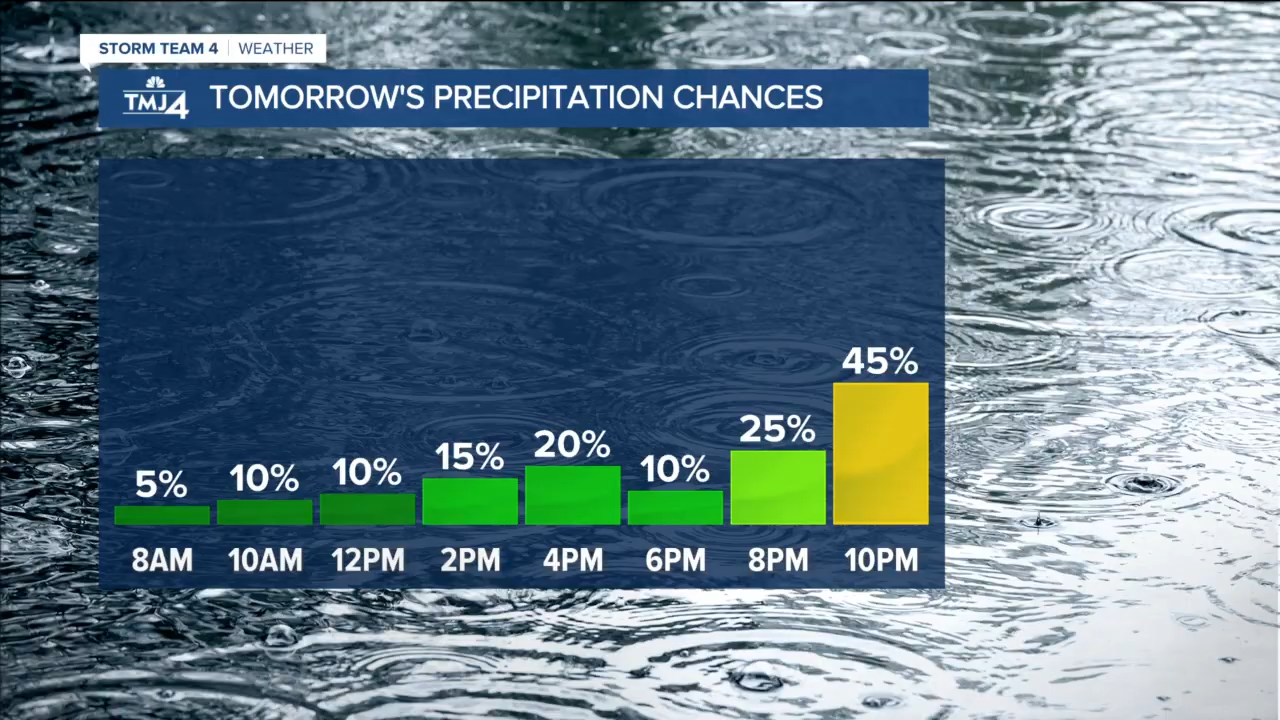 STORM TEAM 4 | WEATHER
TMJ4 TOMORROW'S PRECIPITATION CHANCES
5% 10% 10% 15% 20% 10% 25% 45%
8AM 10AM 12PM 2PM 4PM 6PM 8PM 10PM